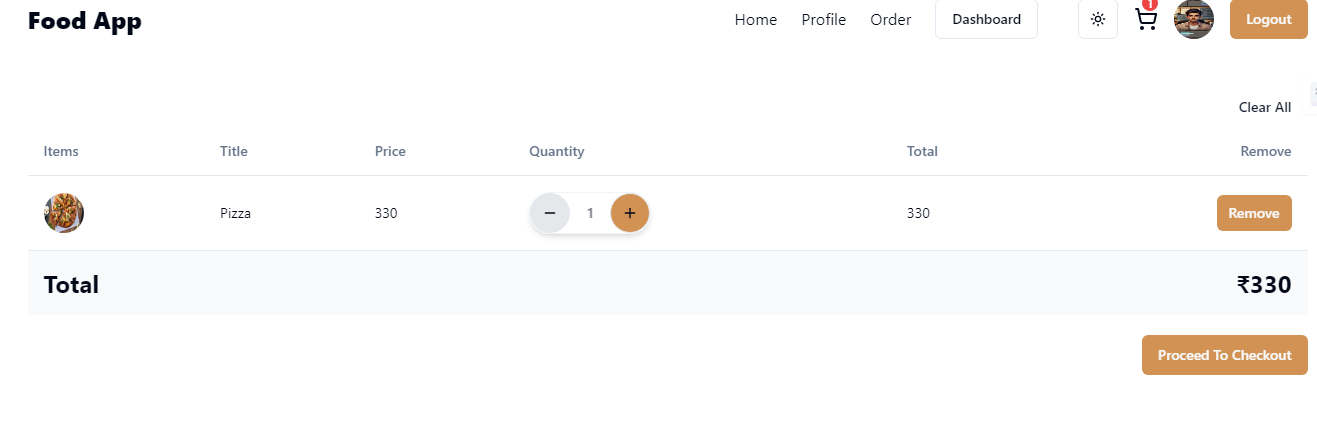 Food App Home Profile Order Dashboard 1 Logout
Clear All
Items Title Price Quantity Total Remove
Pizza 330 − 1 + 330 Remove
Total ₹330
Proceed To Checkout